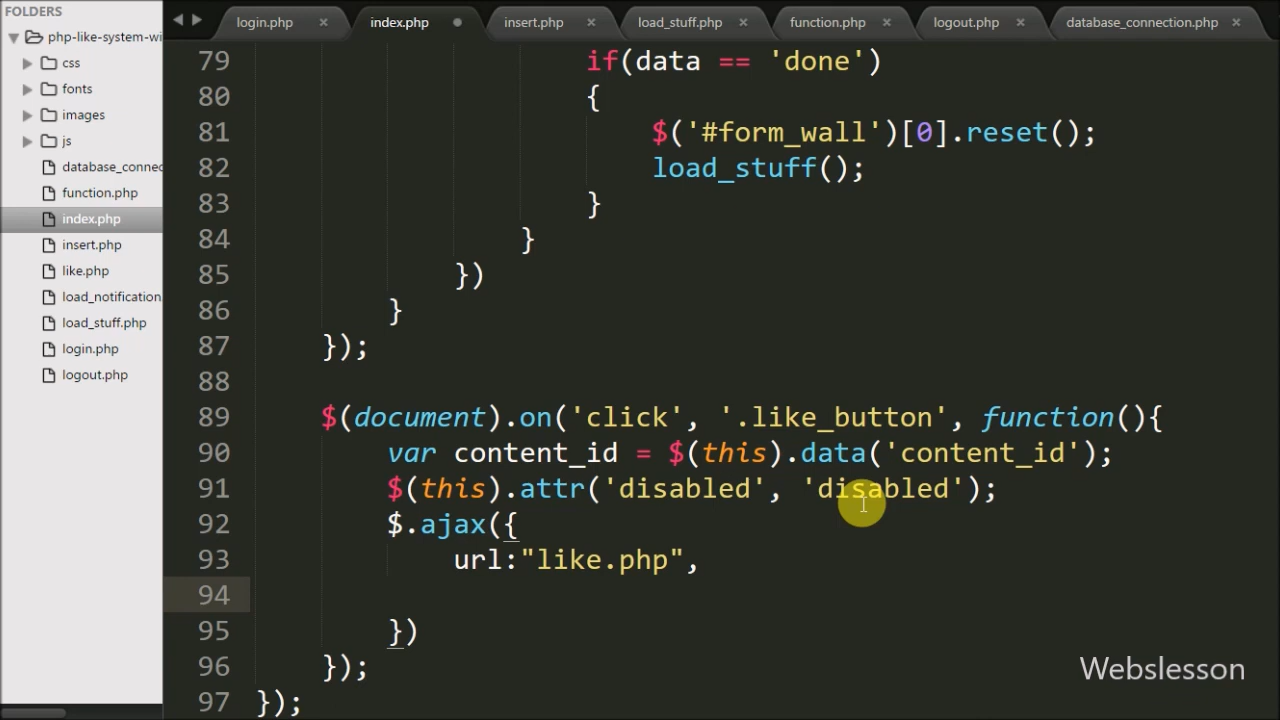 FOLDERS
php-like-system-wi
css
fonts
images
js
database_connec
function.php
index.php
insert.php
like.php
load_notification.
load_stuff.php
login.php
logout.php
login.php × index.php insert.php × load_stuff.php × function.php × logout.php × database_connection.php ×
79 if(data == 'done')
80 {
81 $('#form_wall')[0].reset();
82 load_stuff();
83 }
84 }
85 })
86 }
87 });
88
89 $(document).on('click', '.like_button', function(){
90 var content_id = $(this).data('content_id');
91 $(this).attr('disabled', 'disabled');
92 $.ajax({
93 url:"like.php",
94
95 })
96 });
97 });
Webslesson